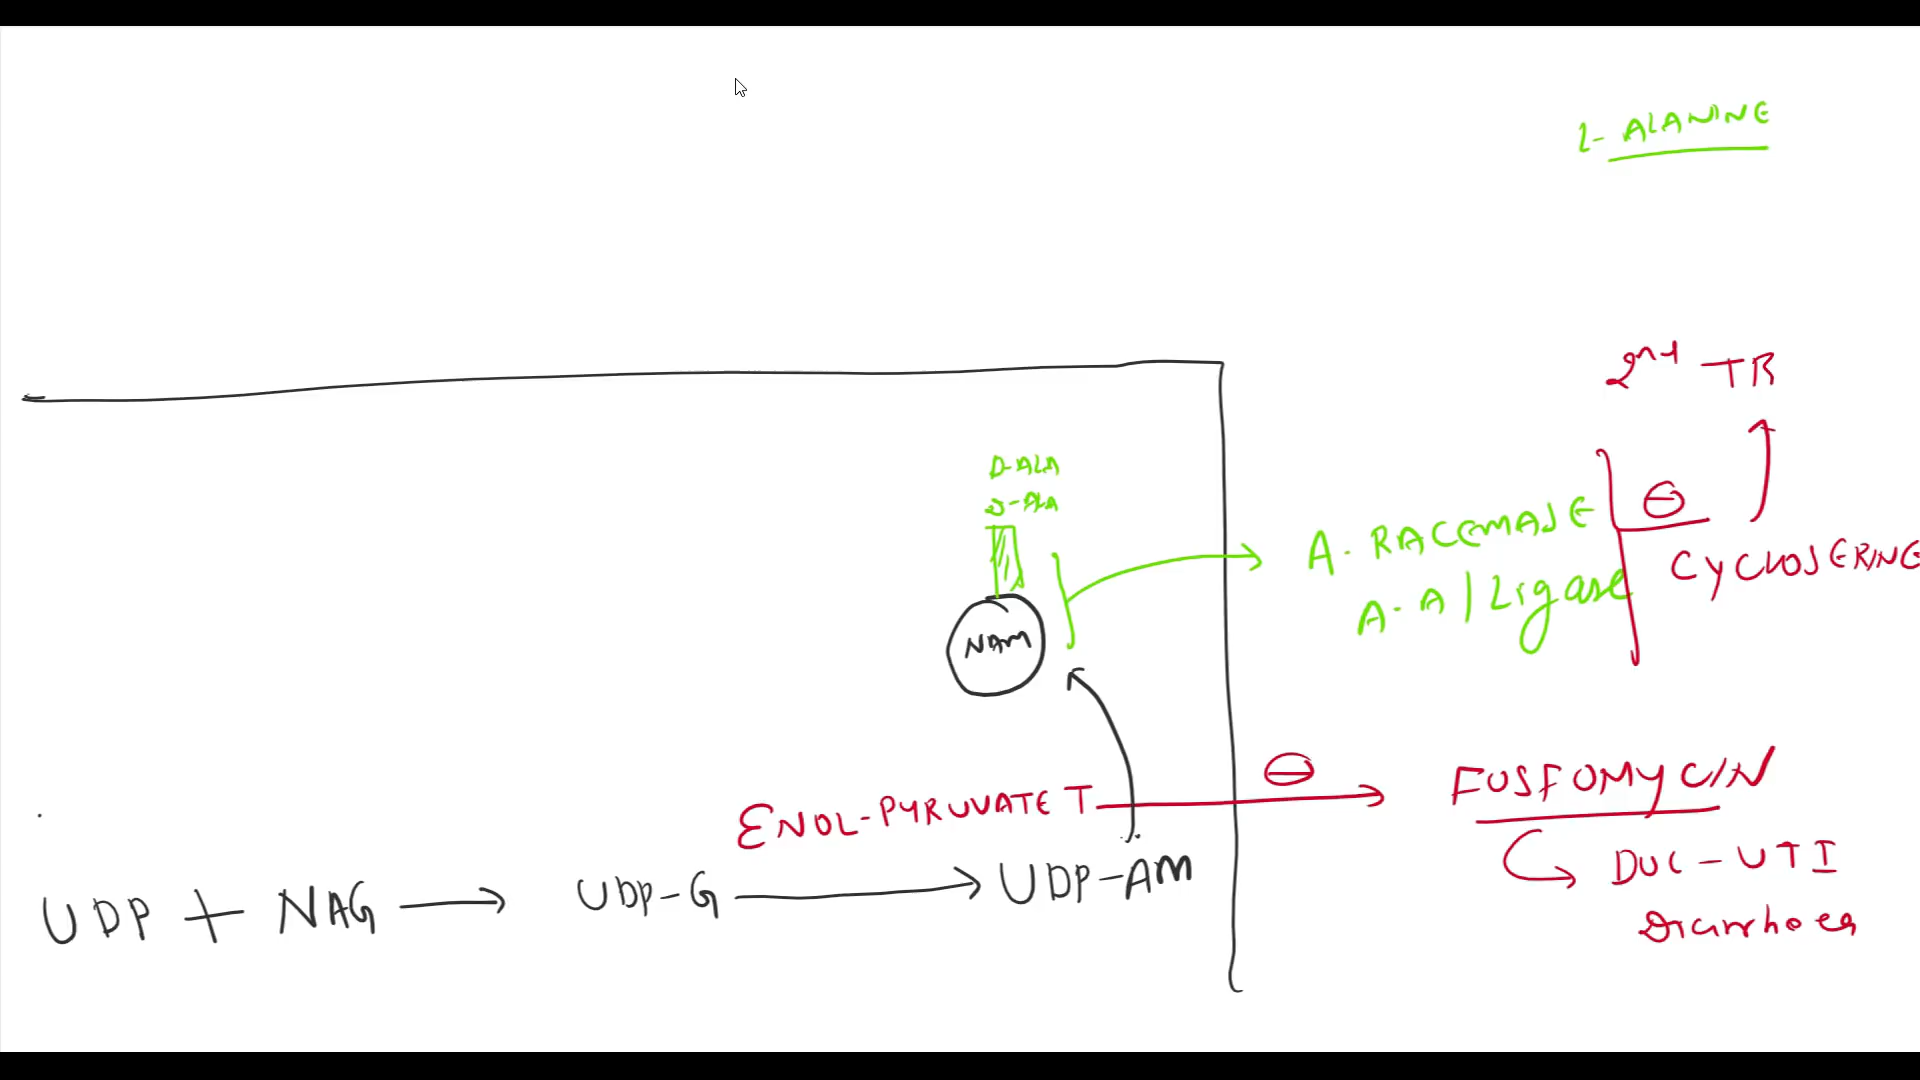 L-ALANINE
2nd TB
D-ALA
D-ALA
A. RACEMASE
A. A / Ligase
CYCLOSERINE
NAM
ENOL-PYRUVATE T
FUSFOMYCIN
UDP + NAG
UDP-G
UDP-AM
DOC-UTI
Diarrhoea